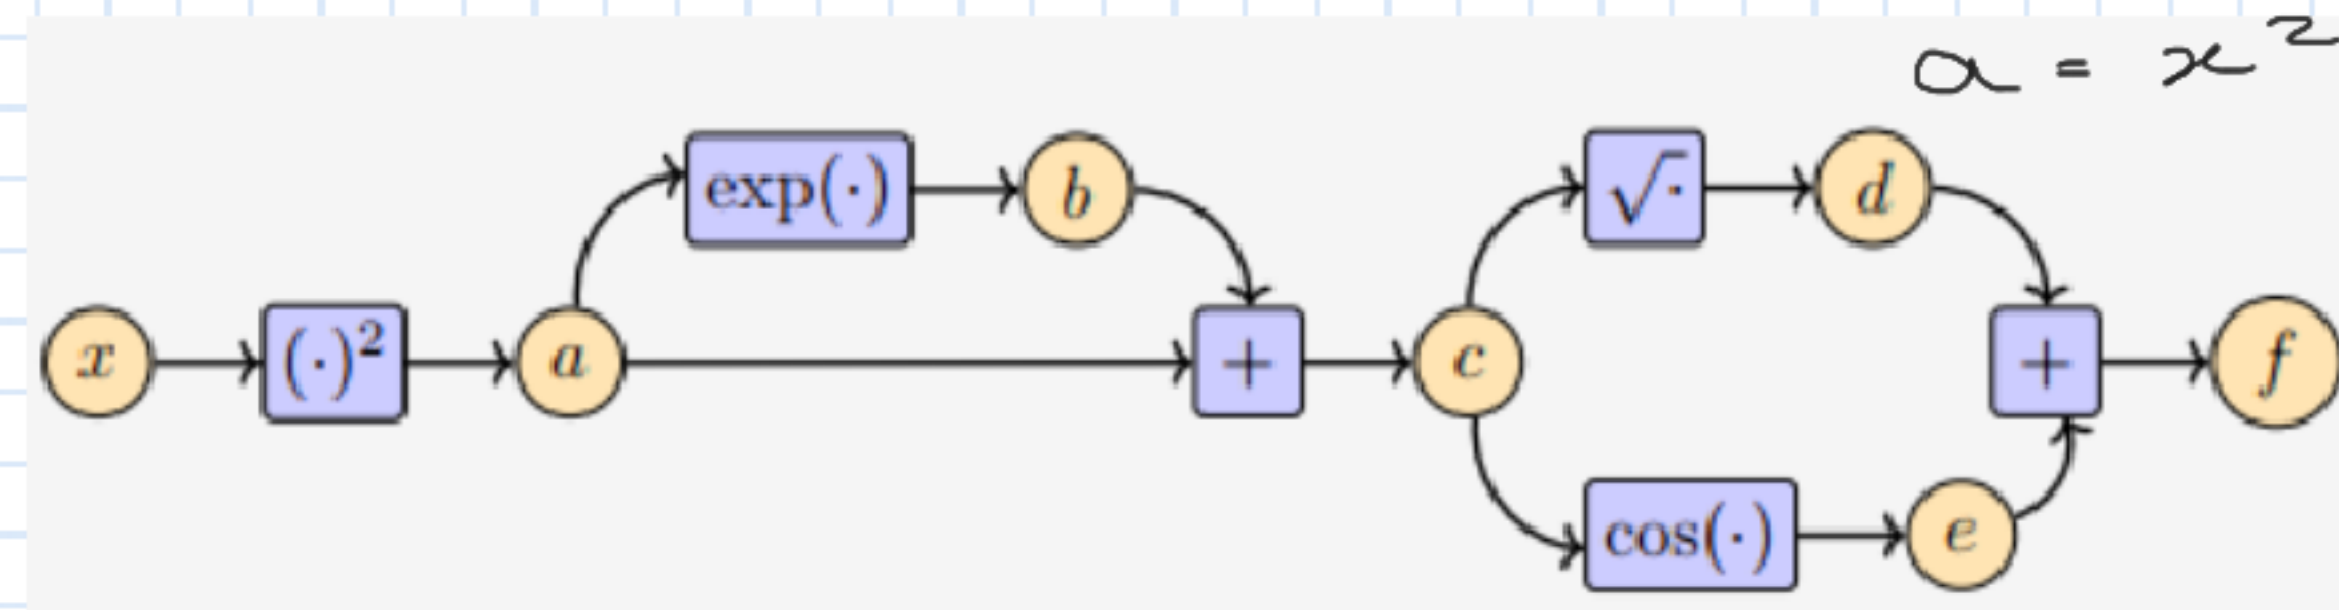 a = x²
exp(·) b √· d
x (·)² a + c + f
cos(·) e